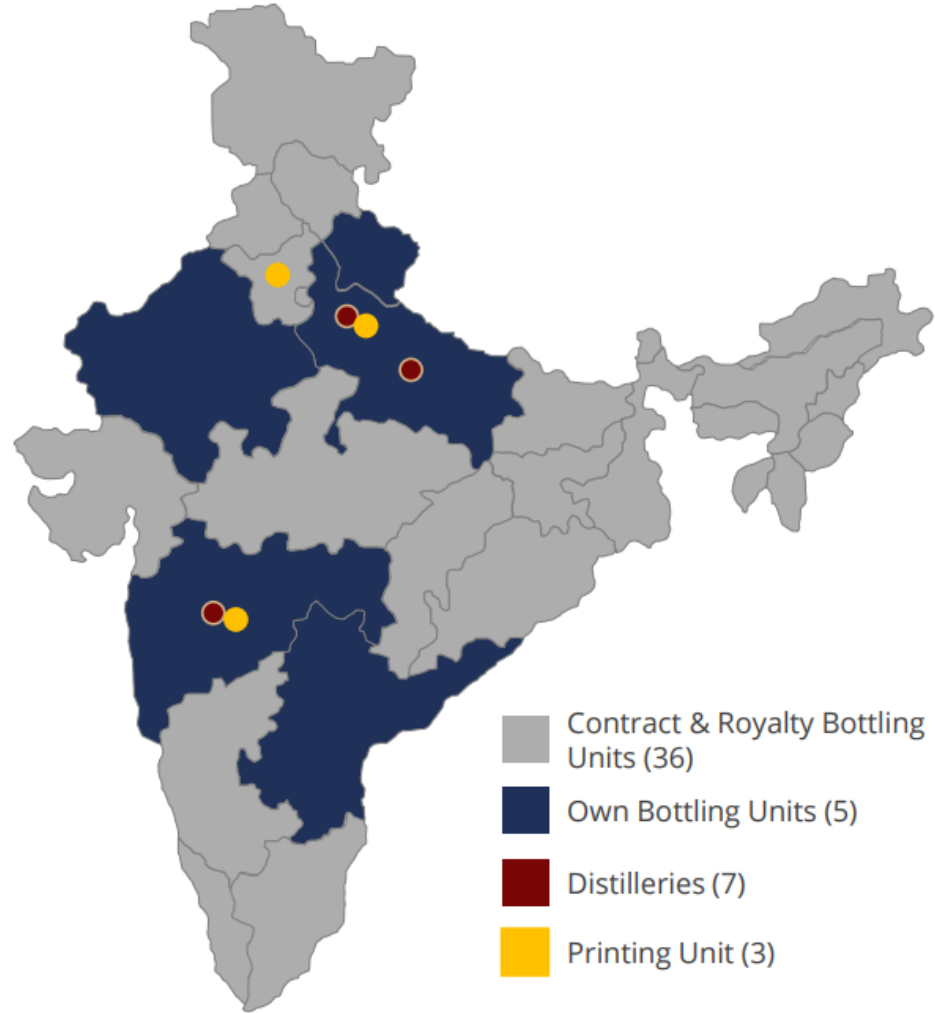 Contract & Royalty Bottling
Units (36)
Own Bottling Units (5)
Distilleries (7)
Printing Unit (3)